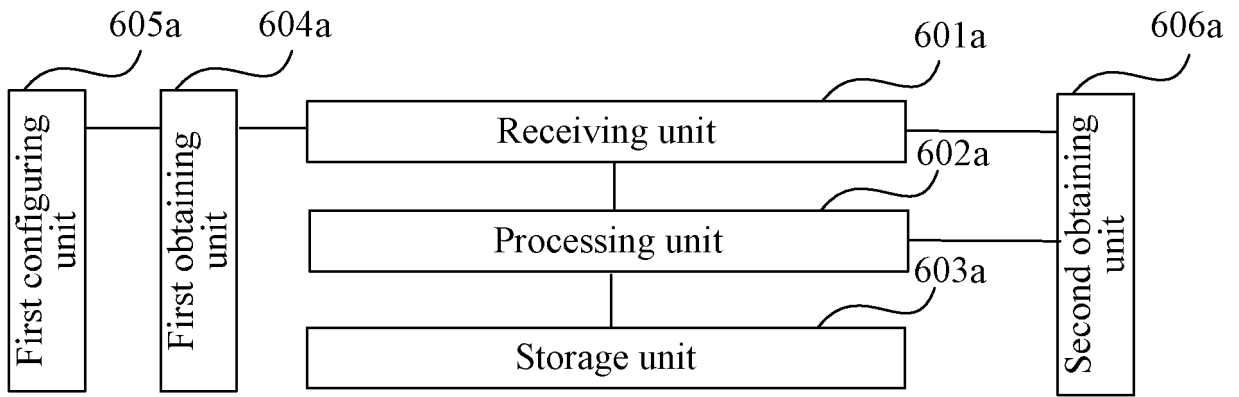 605a
604a
601a
606a
First configuring
unit
First obtaining
unit
Receiving unit
602a
Processing unit
603a
Storage unit
Second obtaining
unit